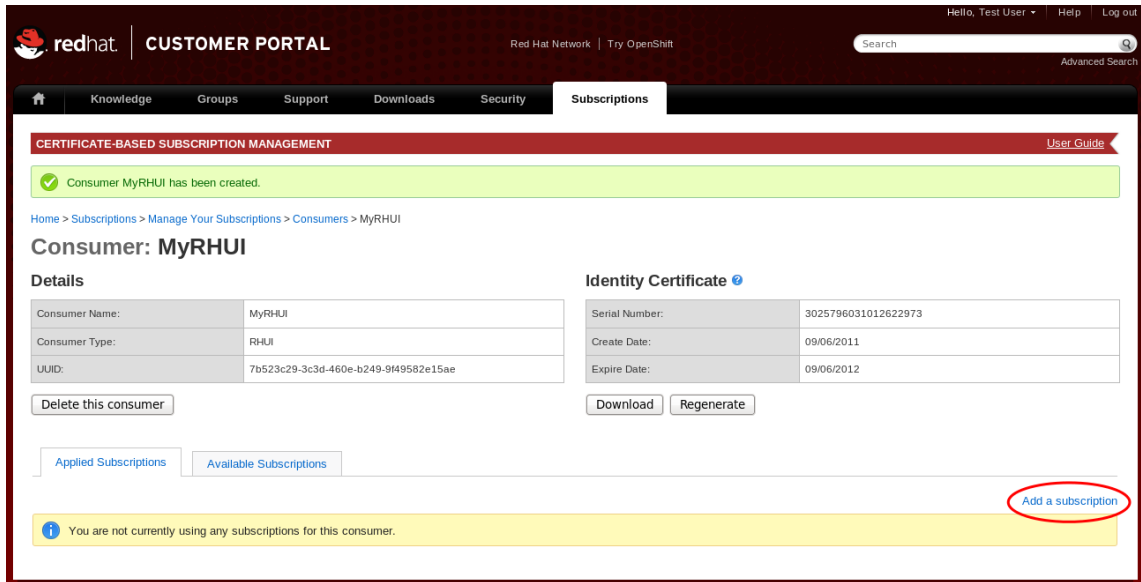 Hello, Test User Help Log out
redhat. CUSTOMER PORTAL Red Hat Network Try OpenShift Search
Advanced Search
Knowledge Groups Support Downloads Security Subscriptions
CERTIFICATE-BASED SUBSCRIPTION MANAGEMENT User Guide
Consumer MyRHUI has been created.
Home > Subscriptions > Manage Your Subscriptions > Consumers > MyRHUI
Consumer: MyRHUI
Details Identity Certificate ?
Consumer Name: MyRHUI Serial Number: 3025796031012622973
Consumer Type: RHUI Create Date: 09/06/2011
UUID: 7b523c29-3c3d-460e-b249-9f49582e15ae Expire Date: 09/06/2012
Delete this consumer Download Regenerate
Applied Subscriptions Available Subscriptions
Add a subscription
You are not currently using any subscriptions for this consumer.